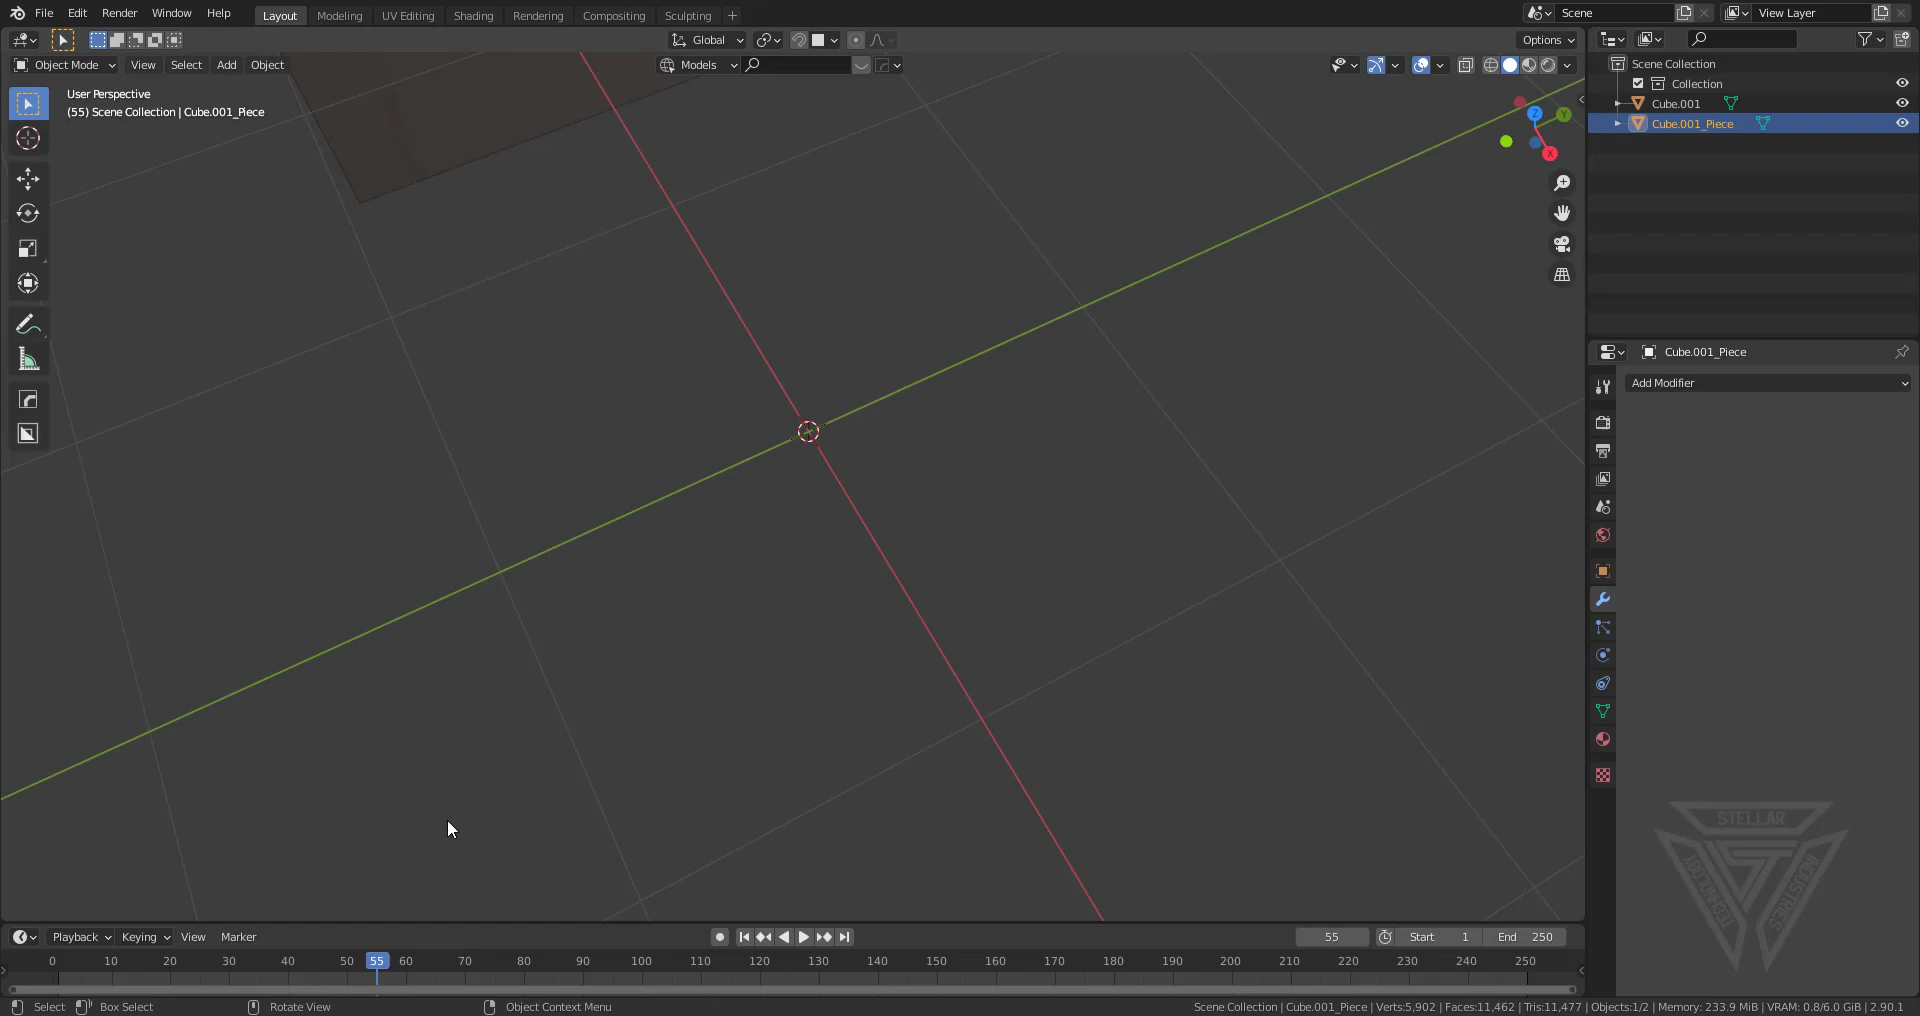 File Edit Render Window Help Layout Modeling UV Editing Shading Rendering Compositing Sculpting + Scene View Layer
Global Options
Object Mode View Select Add Object Models
User Perspective
(55) Scene Collection | Cube.001_Piece
Z
Y
X
Scene Collection
Collection
Cube.001
Cube.001_Piece
Cube.001_Piece
Add Modifier
STELLAR
TECHNOLOGY
INDUSTRIES
Playback Keying View Marker 55 Start 1 End 250
0 10 20 30 40 50 55 60 70 80 90 100 110 120 130 140 150 160 170 180 190 200 210 220 230 240 250
Select Box Select Rotate View Object Context Menu Scene Collection | Cube.001_Piece | Verts:5,902 | Faces:11,462 | Tris:11,477 | Objects:1/2 | Memory: 233.9 MiB | VRAM: 0.8/6.0 GiB | 2.90.1